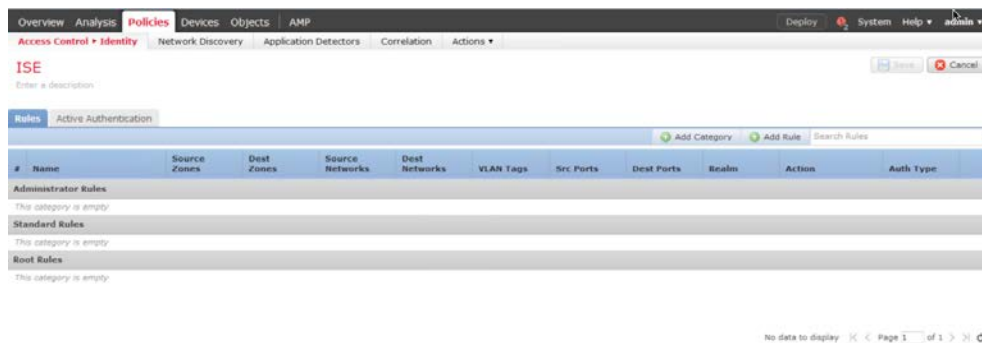 Overview Analysis Policies Devices Objects AMP Deploy 2 System Help ▾ admin ▾
Access Control ▸ Identity Network Discovery Application Detectors Correlation Actions ▾
ISE Save Cancel
Enter a description
Rules Active Authentication
Add Category Add Rule Search Rules
# Name Source Zones Dest Zones Source Networks Dest Networks VLAN Tags Src Ports Dest Ports Realm Action Auth Type
Administrator Rules
This category is empty
Standard Rules
This category is empty
Root Rules
This category is empty
No data to display |< < Page 1 of 1 > >|